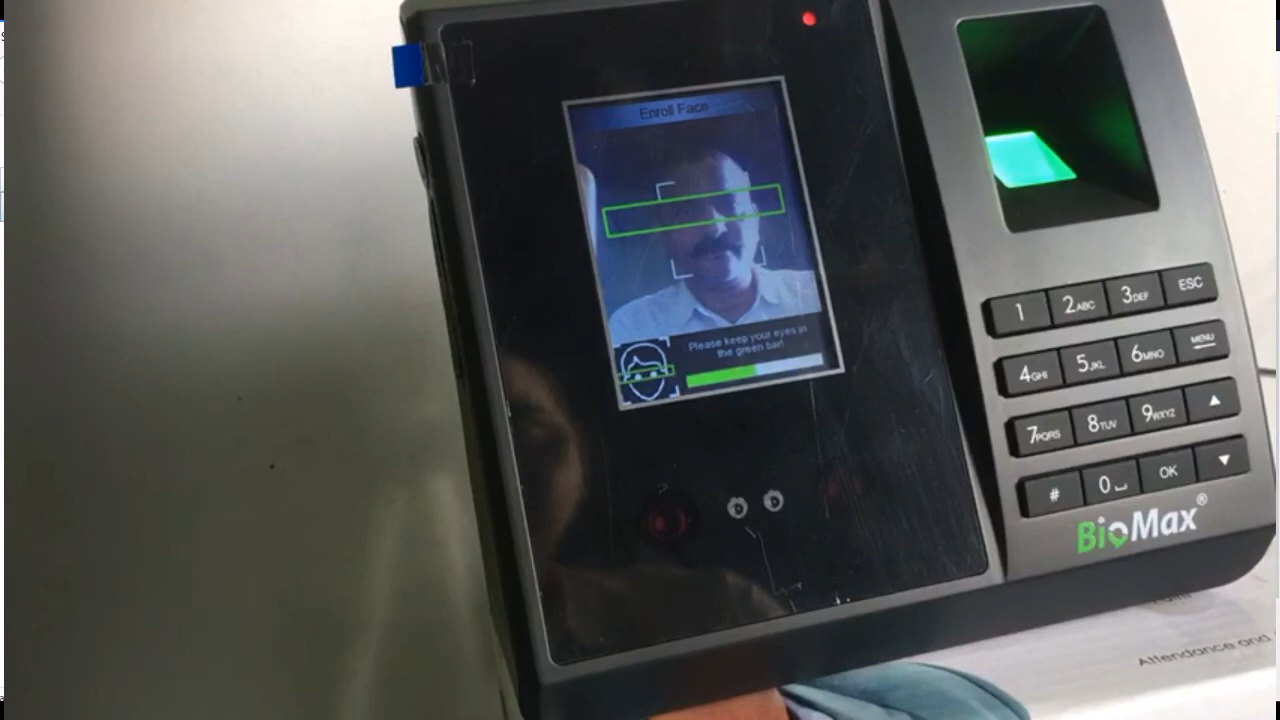 Enroll Face
Please keep your eyes in
the green bar!
1 2ABC 3DEF ESC
4GHI 5JKL 6MNO MENU
7PQRS 8TUV 9WXYZ ▲
# 0 OK ▼
BioMax®
Attendance and